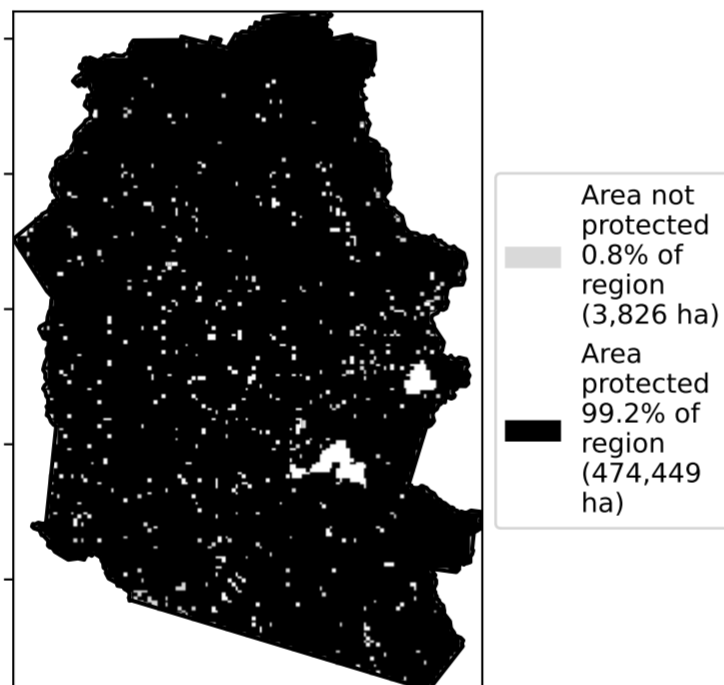 Area not
protected
0.8% of
region
(3,826 ha)
Area
protected
99.2% of
region
(474,449
ha)